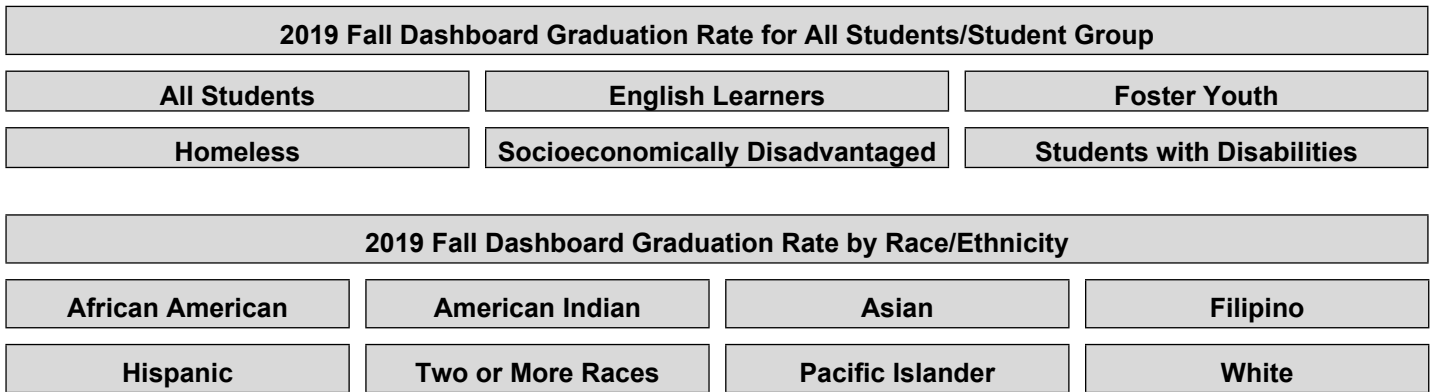 2019 Fall Dashboard Graduation Rate for All Students/Student Group
All Students English Learners Foster Youth
Homeless Socioeconomically Disadvantaged Students with Disabilities
2019 Fall Dashboard Graduation Rate by Race/Ethnicity
African American American Indian Asian Filipino
Hispanic Two or More Races Pacific Islander White